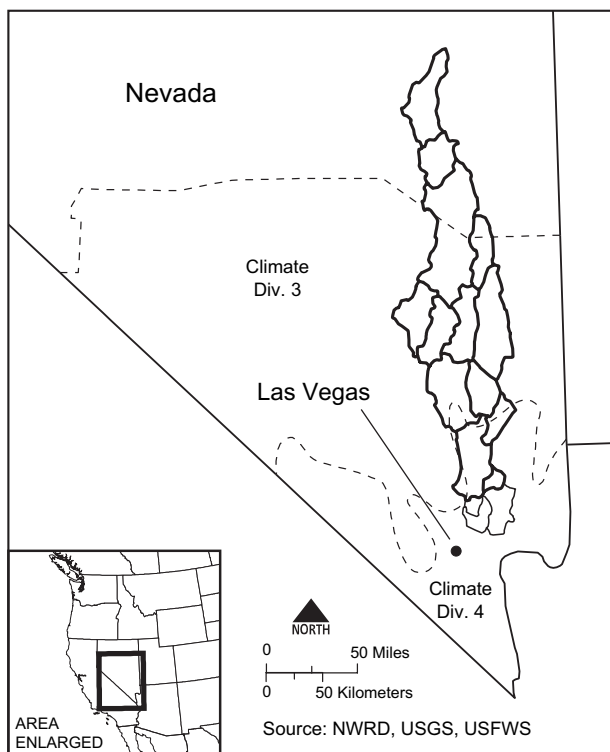 Nevada
Climate
Div. 3
Las Vegas
Climate
Div. 4
NORTH
0 50 Miles
0 50 Kilometers
AREA
ENLARGED
Source: NWRD, USGS, USFWS